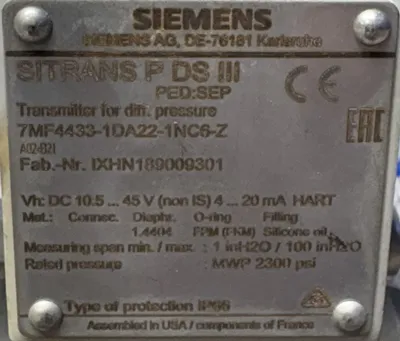 SIEMENS
SIEMENS AG, DE-76181 Karlsruhe
SITRANS P DS III
CE
PED:SEP
Transmitter for diff. pressure
7MF4433-1DA22-1NC6-Z
EAC
A02+B21
Fab.-Nr. IXHN189009301
Vh: DC 10.5 ... 45 V (non IS) 4 ... 20 mA HART
Mat.: Connec. Diaphr. O-ring Filling
1.4404 FPM (FKM) Silicone oil
Measuring span min. / max. : 1 inH2O / 100 inH2O
Rated pressure : MWP 2300 psi
Type of protection IP66
Assembled in USA / components of France